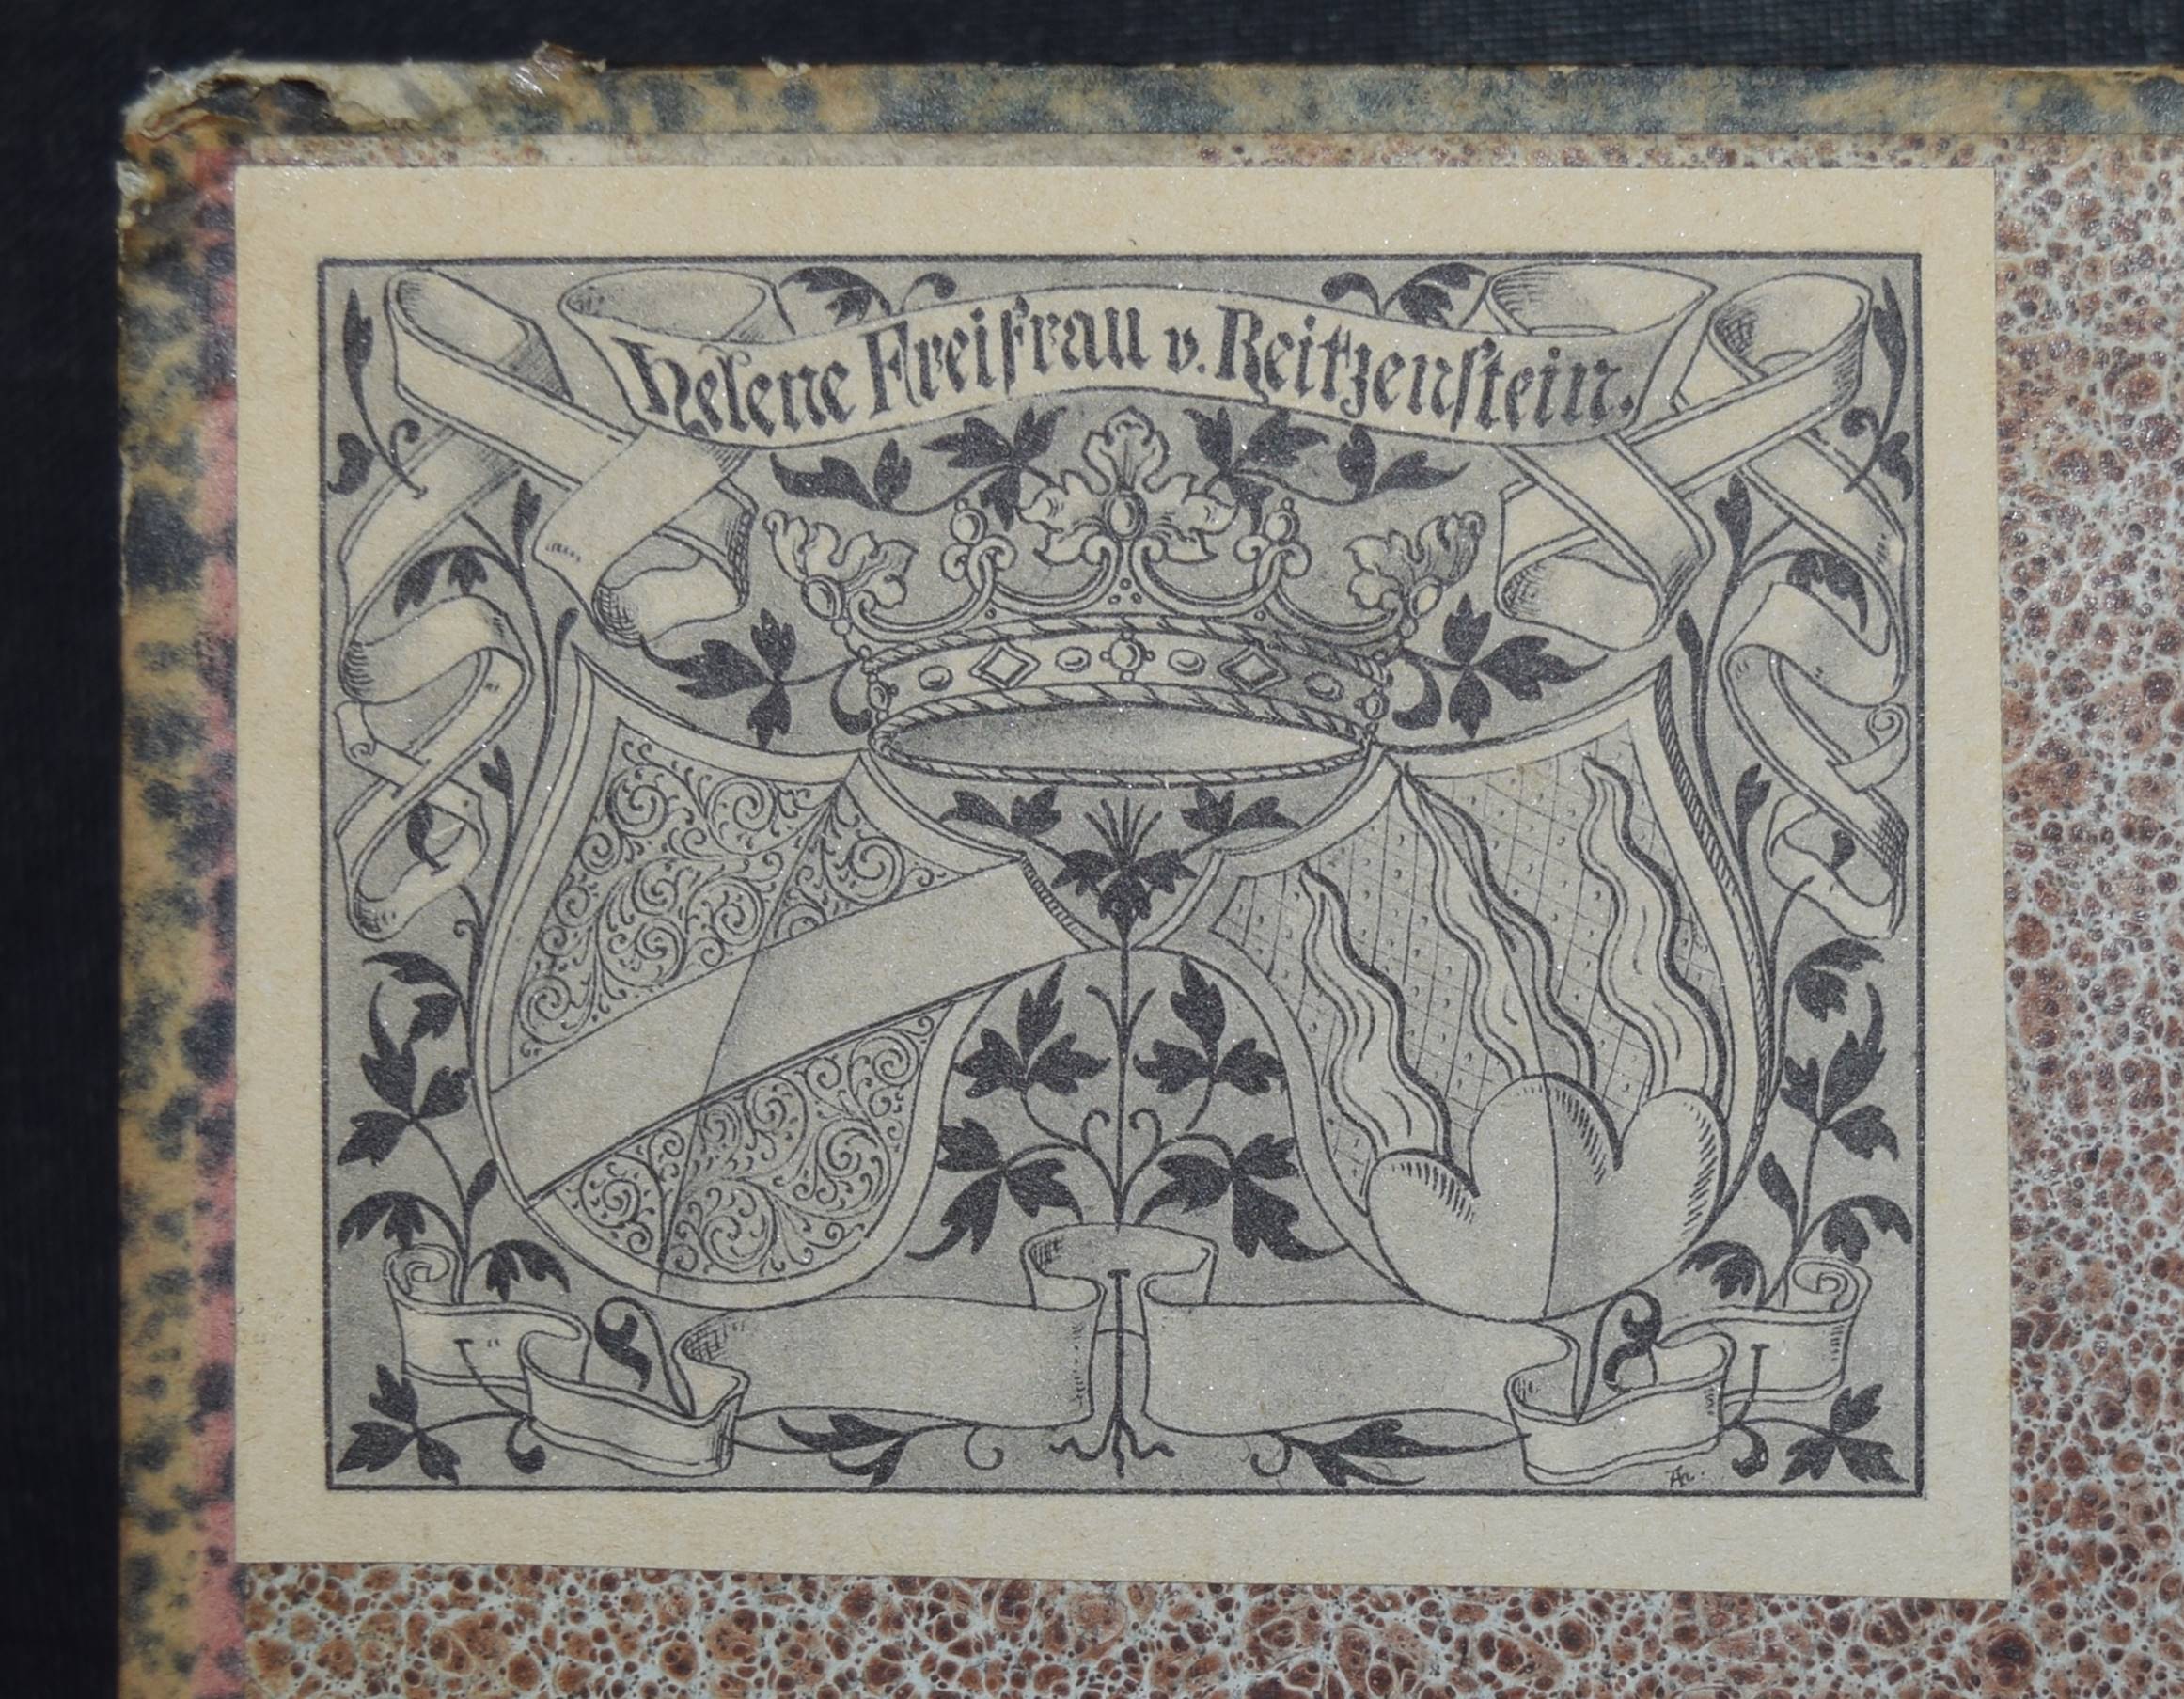 Helene Freifrau v. Reitzenstein.